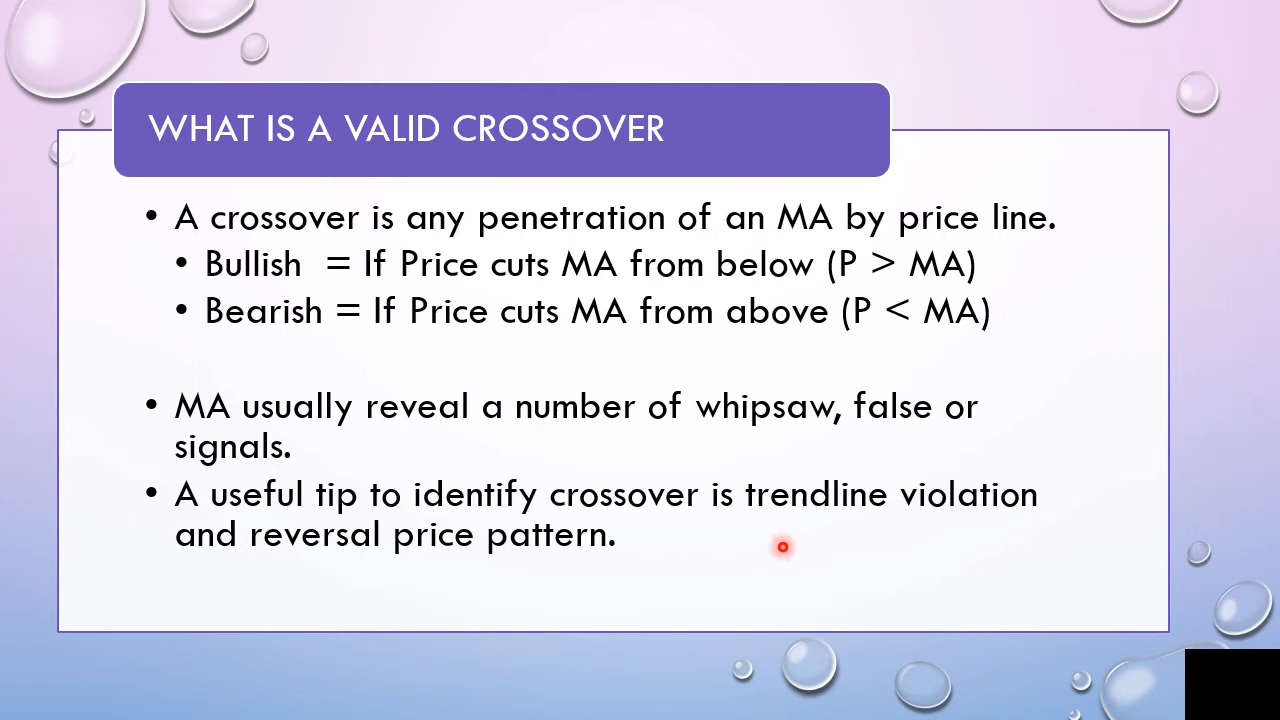 WHAT IS A VALID CROSSOVER
• A crossover is any penetration of an MA by price line.
• Bullish  = If Price cuts MA from below (P > MA)
• Bearish = If Price cuts MA from above (P < MA)
• MA usually reveal a number of whipsaw, false or
signals.
• A useful tip to identify crossover is trendline violation
and reversal price pattern.